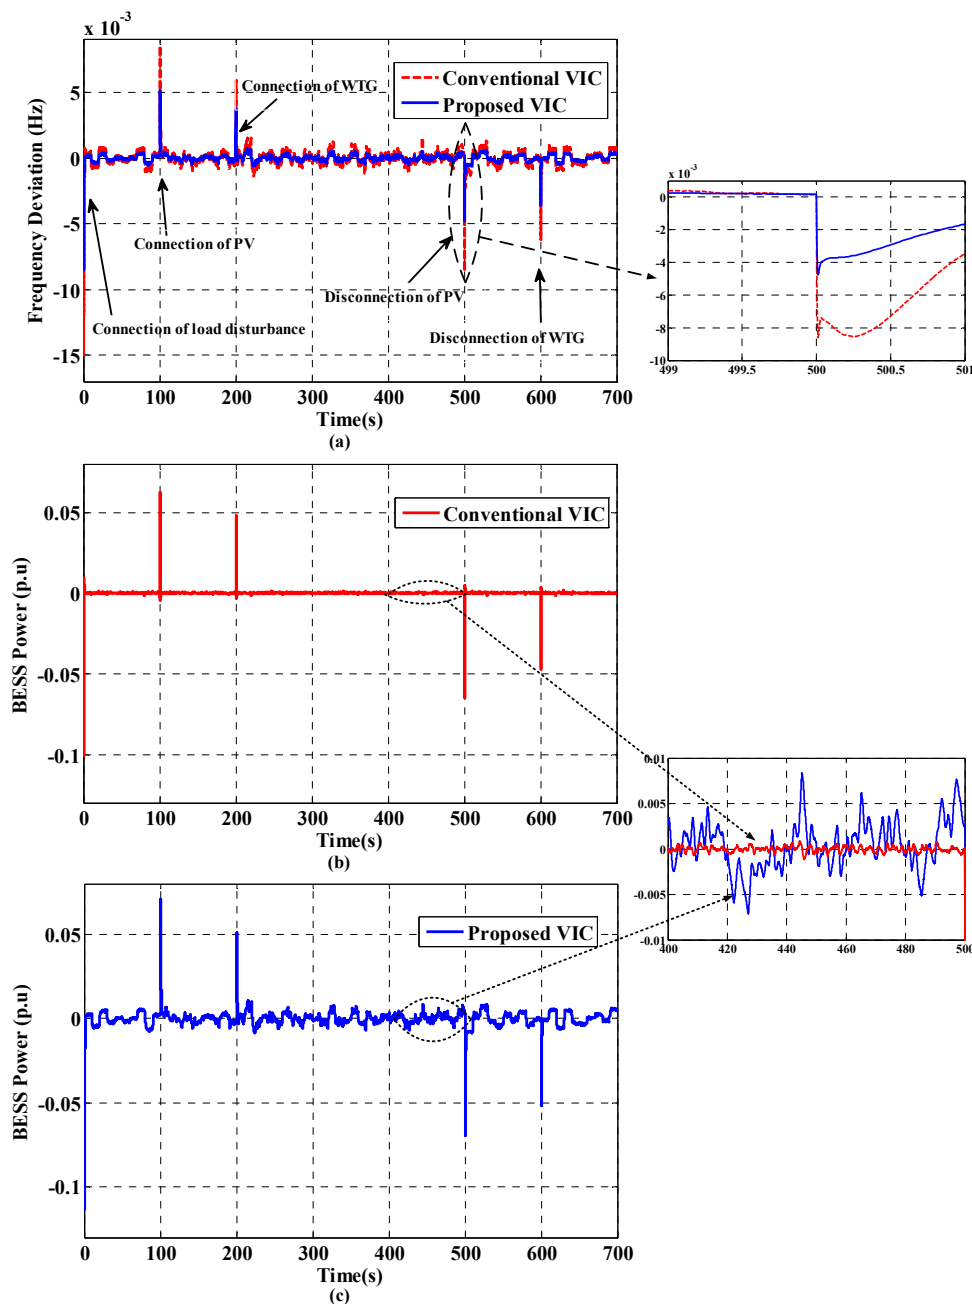 x 10⁻³
Conventional VIC
Proposed VIC
Connection of WTG
Connection of PV
Connection of load disturbance
Disconnection of PV
Disconnection of WTG
Frequency Deviation (Hz)
5
0
-5
-10
-15
0 100 200 300 400 500 600 700
Time(s)
(a)
x 10⁻³
0
-2
-4
-6
-8
-10
499 499.5 500 500.5 501
Conventional VIC
BESS Power (p.u)
0.05
0
-0.05
-0.1
0 100 200 300 400 500 600 700
Time(s)
(b)
0.01
0.005
0
-0.005
-0.01
400 420 440 460 480 500
Proposed VIC
BESS Power (p.u)
0.05
0
-0.05
-0.1
0 100 200 300 400 500 600 700
Time(s)
(c)